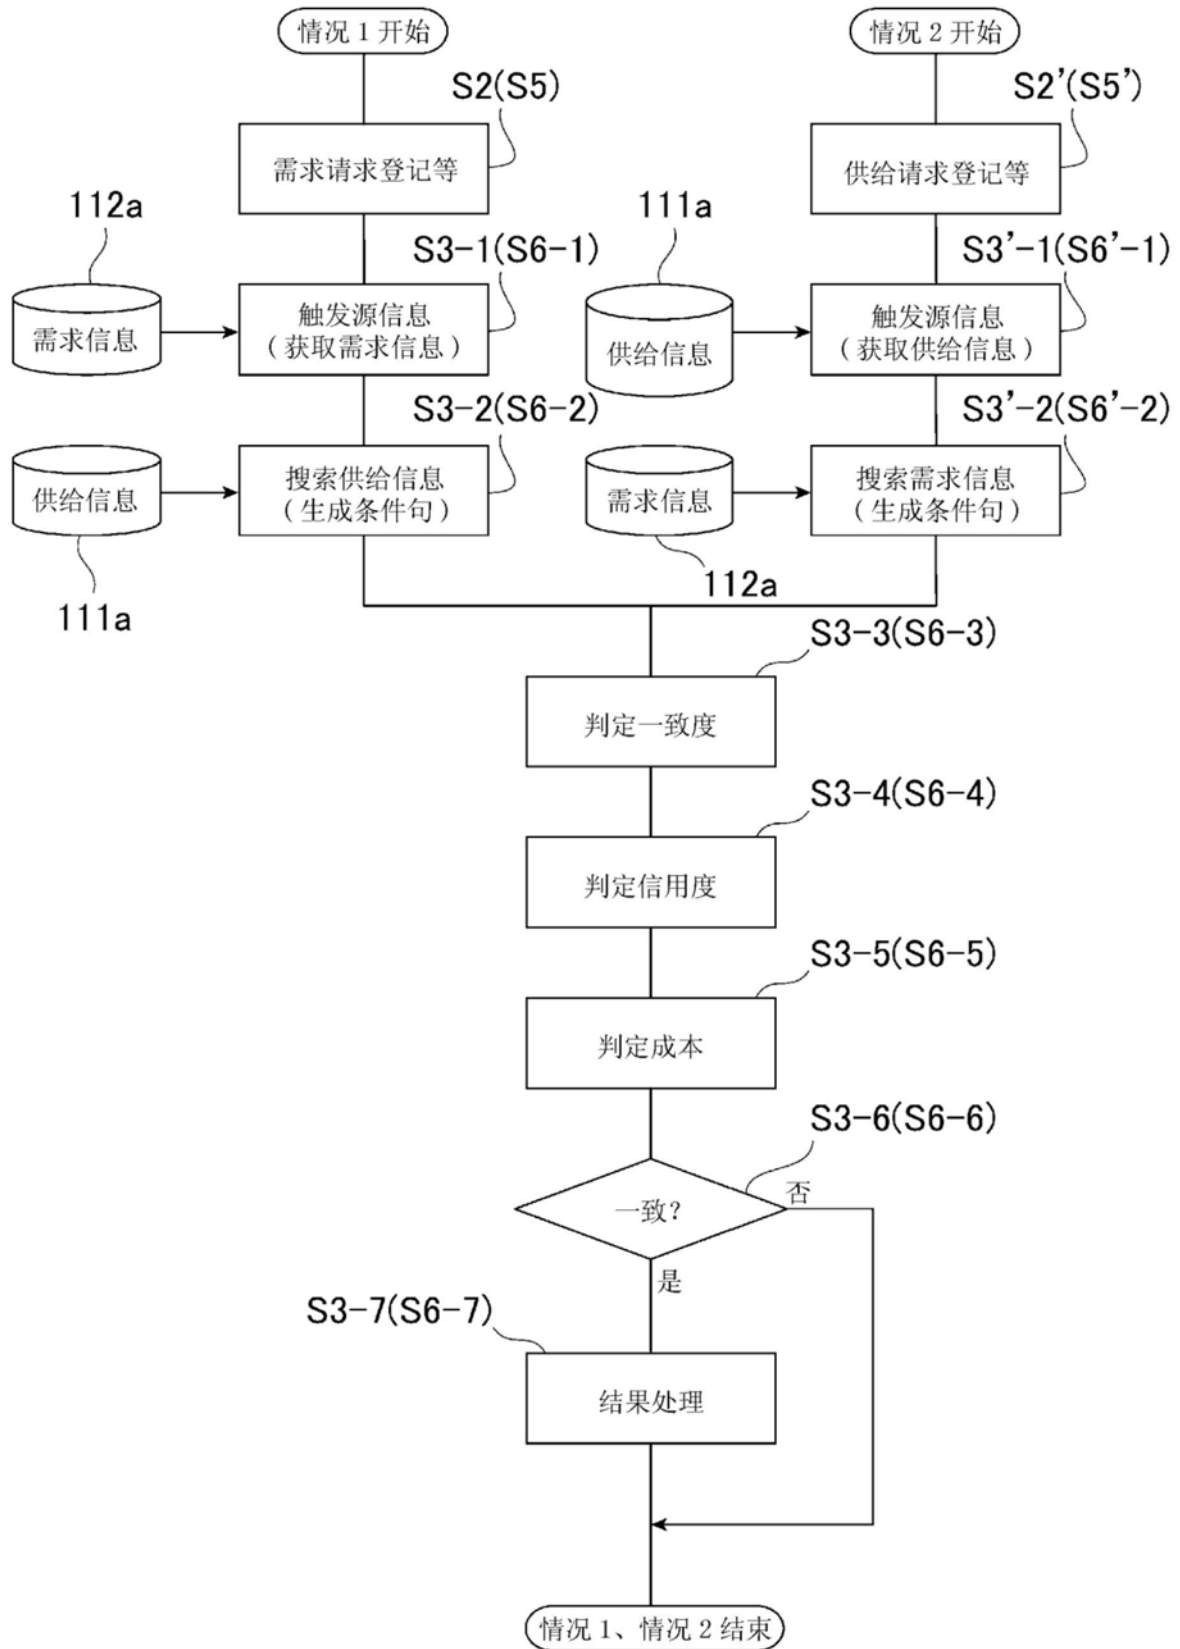 情况 1 开始
情况 2 开始
S2(S5)
S2’(S5’)
需求请求登记等
供给请求登记等
112a
111a
S3-1(S6-1)
S3’-1(S6’-1)
需求信息
触发源信息
(获取需求信息)
供给信息
触发源信息
(获取供给信息)
S3-2(S6-2)
S3’-2(S6’-2)
供给信息
搜索供给信息
(生成条件句)
需求信息
搜索需求信息
(生成条件句)
111a
112a
S3-3(S6-3)
判定一致度
S3-4(S6-4)
判定信用度
S3-5(S6-5)
判定成本
S3-6(S6-6)
一致?
否
是
S3-7(S6-7)
结果处理
情况 1、情况 2 结束